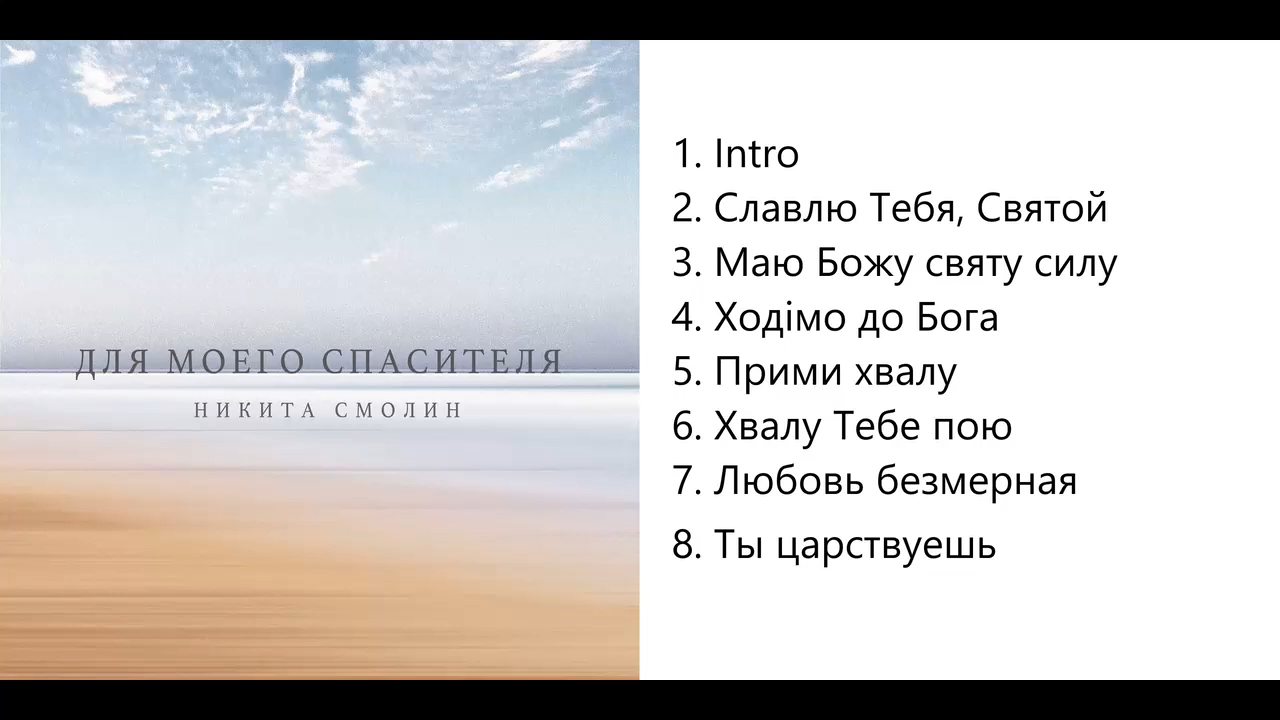 ДЛЯ МОЕГО СПАСИТЕЛЯ
НИКИТА СМОЛИН
1. Intro
2. Славлю Тебя, Святой
3. Маю Божу святу силу
4. Ходімо до Бога
5. Прими хвалу
6. Хвалу Тебе пою
7. Любовь безмерная
8. Ты царствуешь